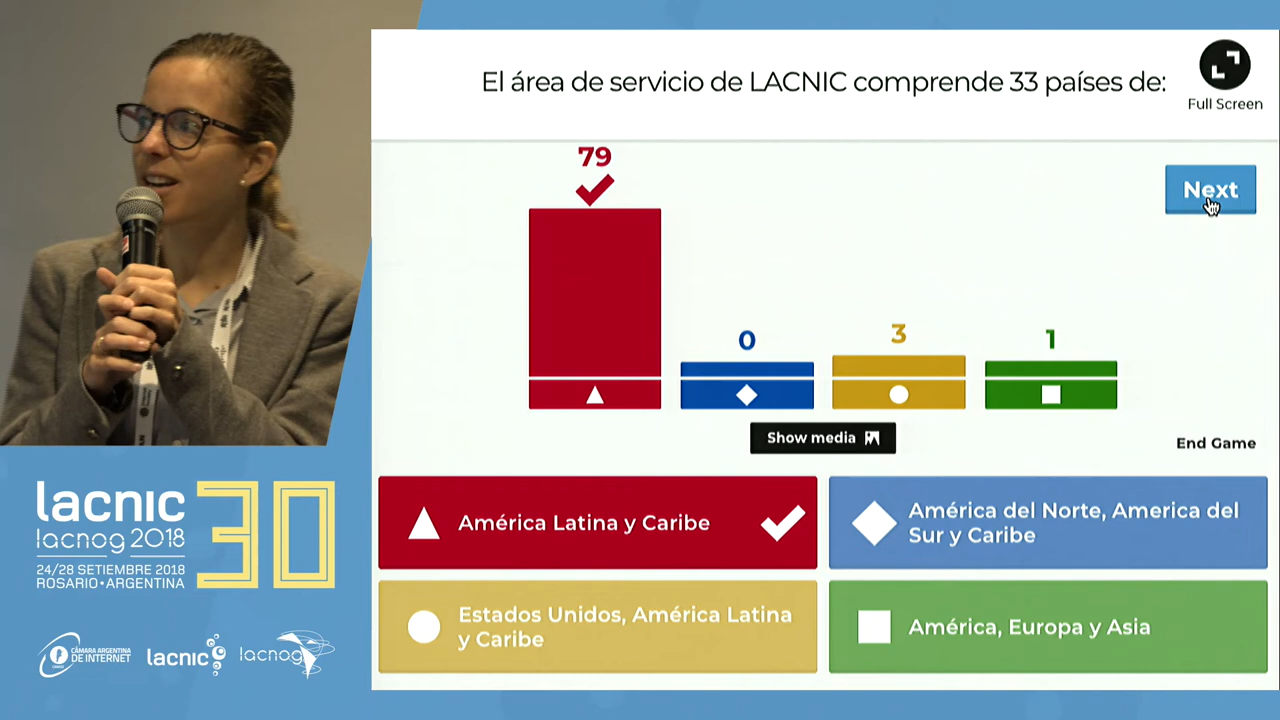 El área de servicio de LACNIC comprende 33 países de:
Full Screen
79
Next
0
3
1
Show media
End Game
América Latina y Caribe
América del Norte, America del
Sur y Caribe
Estados Unidos, América Latina
y Caribe
América, Europa y Asia
lacnic 30
lacnog 2018
24/28 SETIEMBRE 2018
ROSARIO•ARGENTINA
CÁMARA ARGENTINA
DE INTERNET
lacnic
lacnog